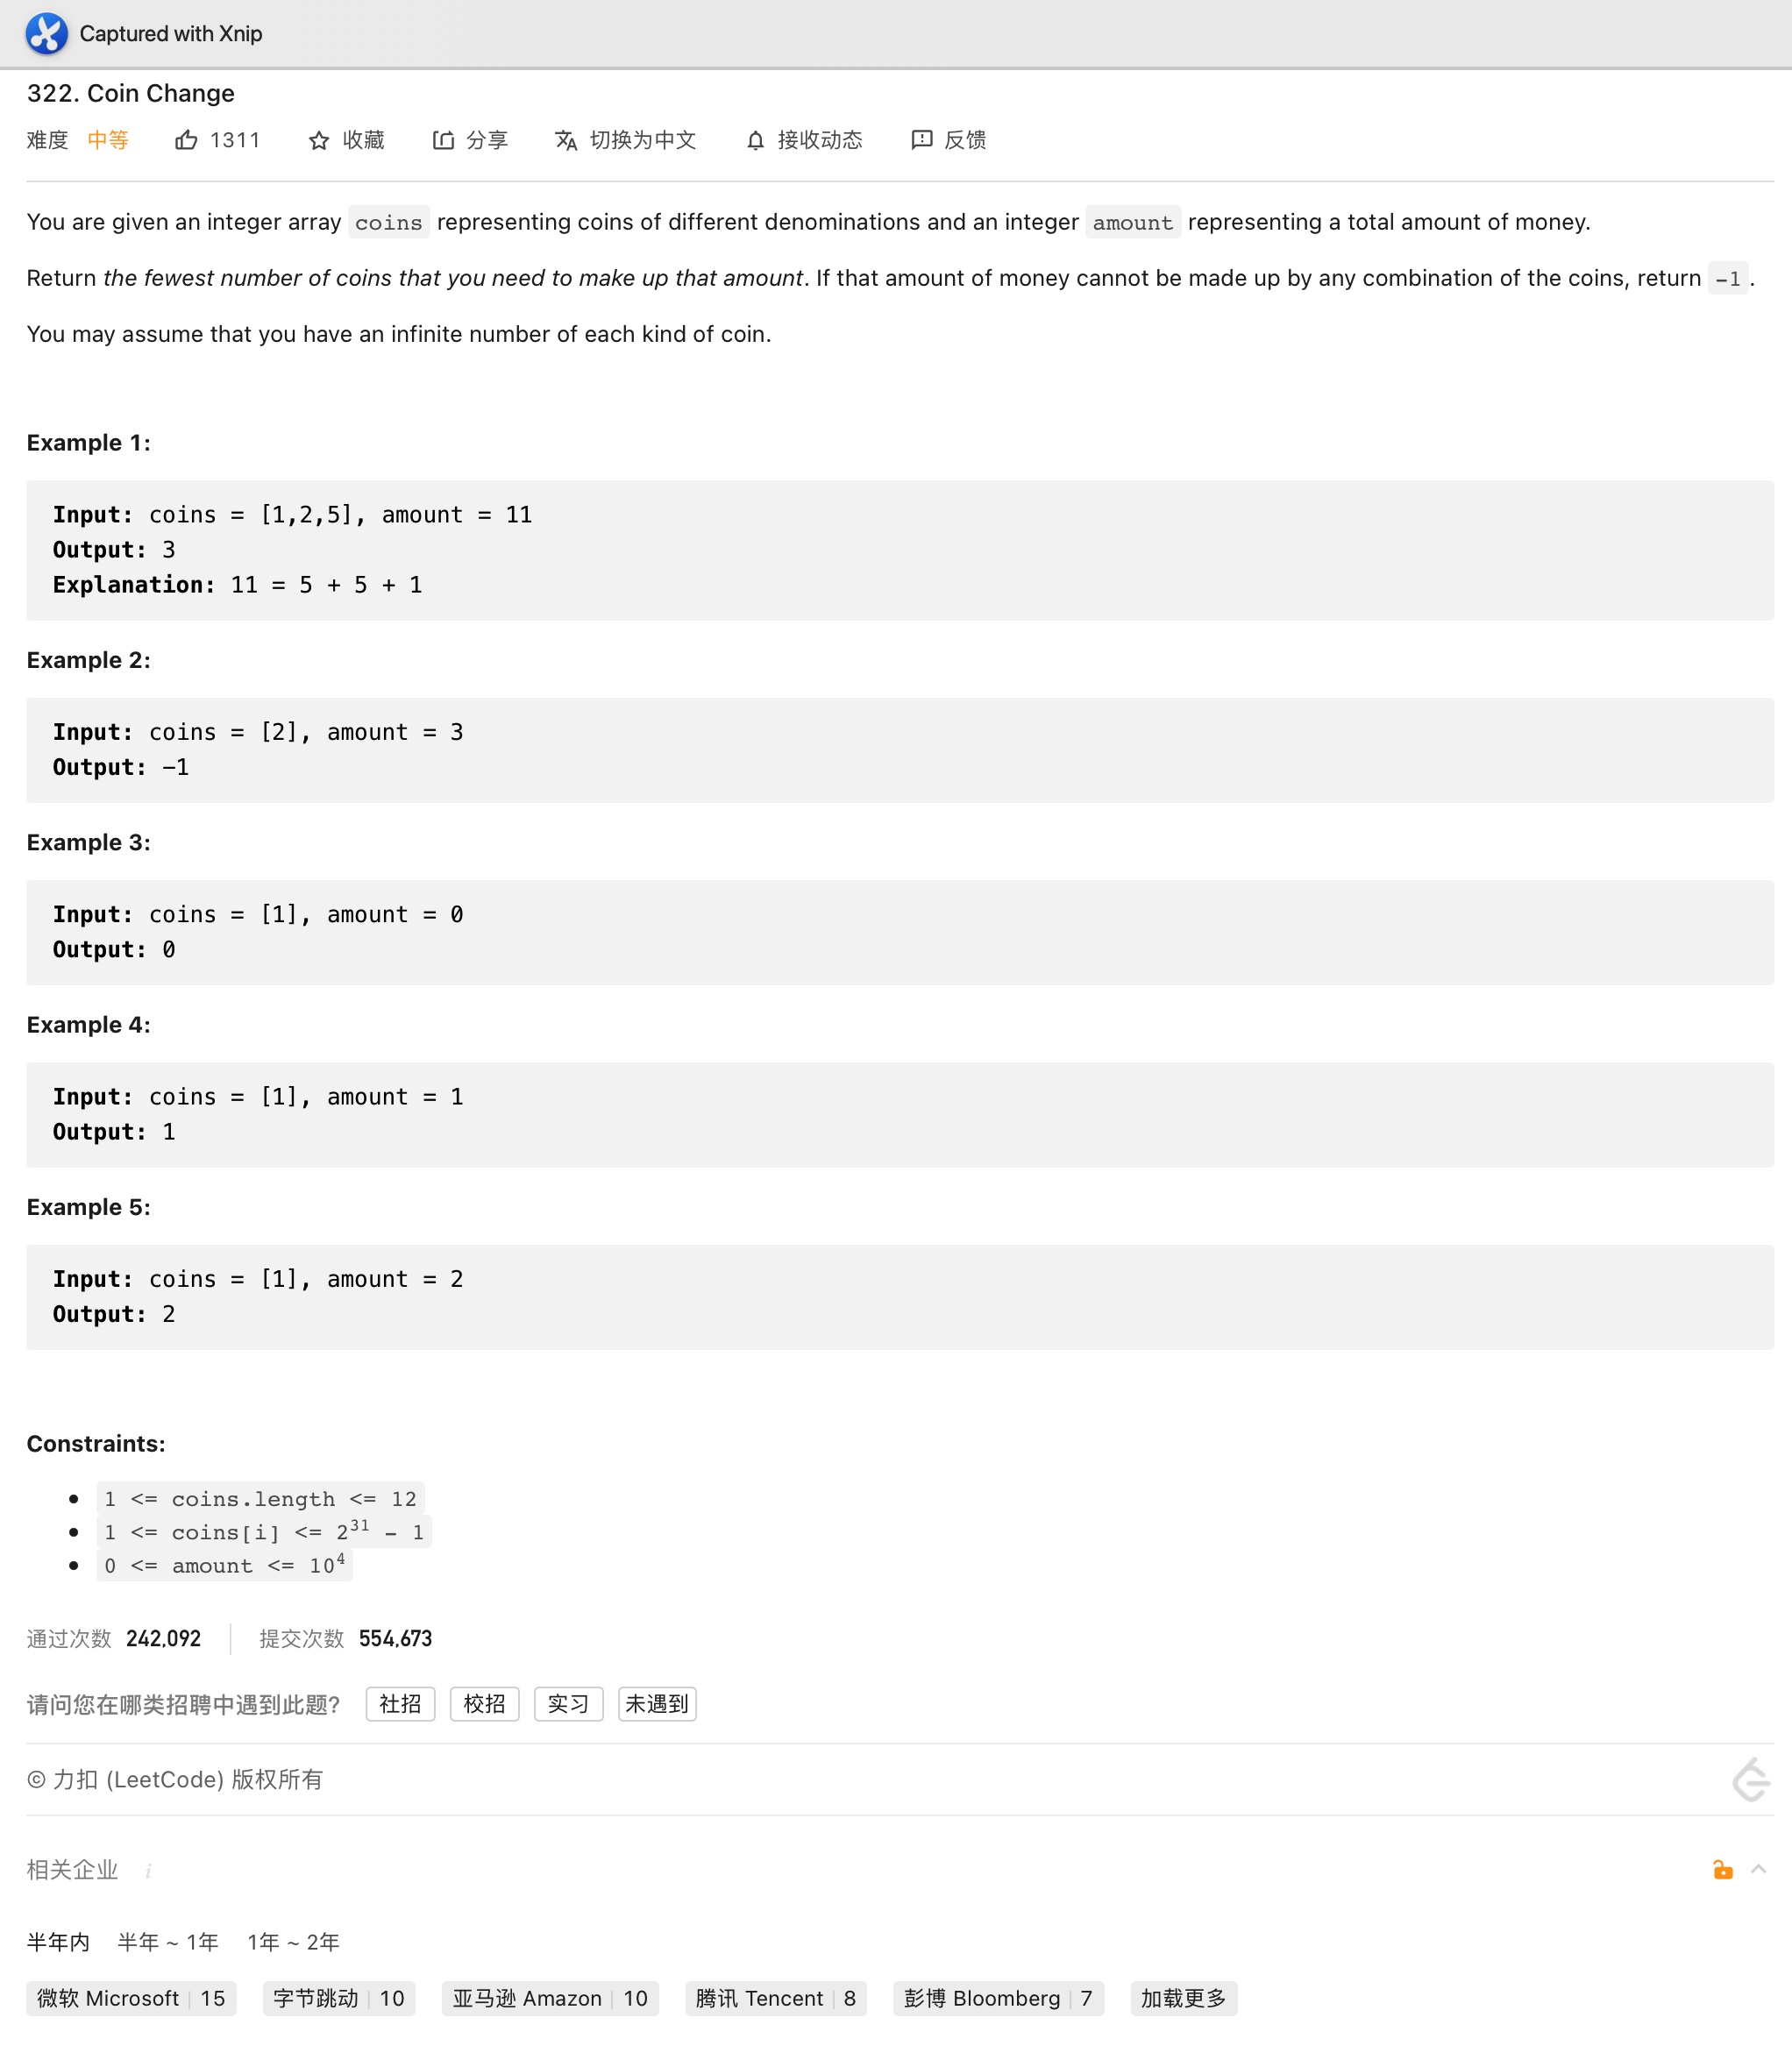 Captured with Xnip
322. Coin Change
难度 中等 1311 收藏 分享 切换为中文 接收动态 反馈
You are given an integer array coins representing coins of different denominations and an integer amount representing a total amount of money.
Return the fewest number of coins that you need to make up that amount. If that amount of money cannot be made up by any combination of the coins, return -1.
You may assume that you have an infinite number of each kind of coin.
Example 1:
Input: coins = [1,2,5], amount = 11
Output: 3
Explanation: 11 = 5 + 5 + 1
Example 2:
Input: coins = [2], amount = 3
Output: -1
Example 3:
Input: coins = [1], amount = 0
Output: 0
Example 4:
Input: coins = [1], amount = 1
Output: 1
Example 5:
Input: coins = [1], amount = 2
Output: 2
Constraints:
• 1 <= coins.length <= 12
• 1 <= coins[i] <= 2³¹ - 1
• 0 <= amount <= 10⁴
通过次数 242,092 提交次数 554,673
请问您在哪类招聘中遇到此题? 社招 校招 实习 未遇到
© 力扣 (LeetCode) 版权所有
相关企业 i
半年内 半年 ~ 1年 1年 ~ 2年
微软 Microsoft | 15 字节跳动 | 10 亚马逊 Amazon | 10 腾讯 Tencent | 8 彭博 Bloomberg | 7 加载更多